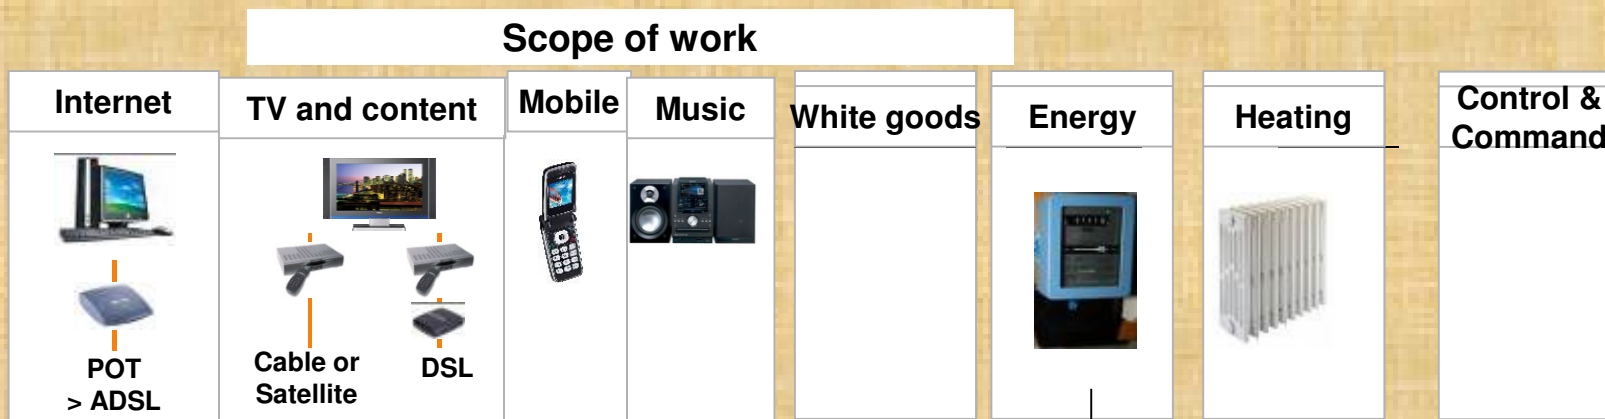 Scope of work
Internet
TV and content
Mobile
Music
White goods
Energy
Heating
Control &
Command
POT
> ADSL
Cable or
Satellite
DSL